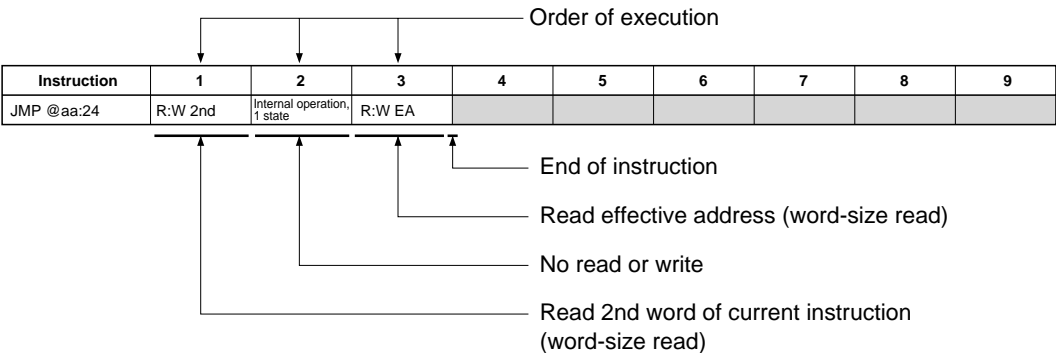 Order of execution
Instruction 1 2 3 4 5 6 7 8 9
JMP @aa:24 R:W 2nd Internal operation, R:W EA
1 state
End of instruction
Read effective address (word-size read)
No read or write
Read 2nd word of current instruction
(word-size read)